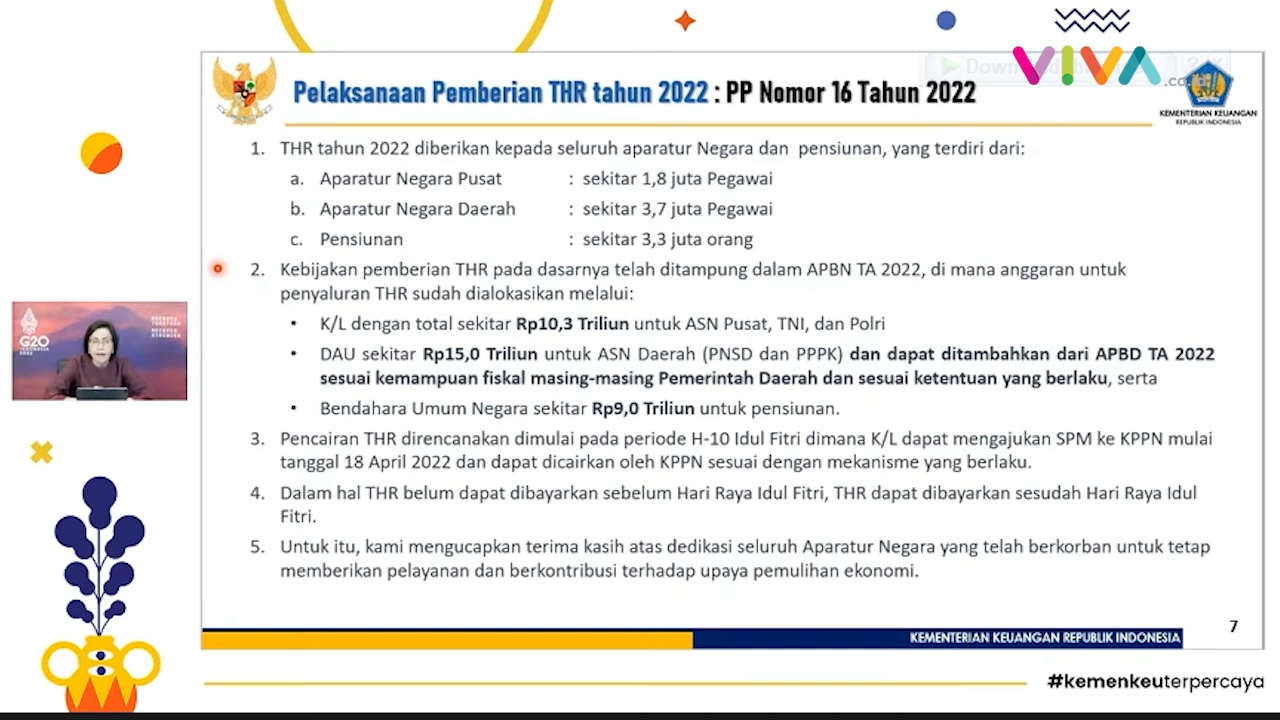 VIVA
.co.id
Pelaksanaan Pemberian THR tahun 2022 : PP Nomor 16 Tahun 2022
KEMENTERIAN KEUANGAN
REPUBLIK INDONESIA
1. THR tahun 2022 diberikan kepada seluruh aparatur Negara dan pensiunan, yang terdiri dari:
a. Aparatur Negara Pusat : sekitar 1,8 juta Pegawai
b. Aparatur Negara Daerah : sekitar 3,7 juta Pegawai
c. Pensiunan : sekitar 3,3 juta orang
2. Kebijakan pemberian THR pada dasarnya telah ditampung dalam APBN TA 2022, di mana anggaran untuk
penyaluran THR sudah dialokasikan melalui:
• K/L dengan total sekitar Rp10,3 Triliun untuk ASN Pusat, TNI, dan Polri
• DAU sekitar Rp15,0 Triliun untuk ASN Daerah (PNSD dan PPPK) dan dapat ditambahkan dari APBD TA 2022
sesuai kemampuan fiskal masing-masing Pemerintah Daerah dan sesuai ketentuan yang berlaku, serta
• Bendahara Umum Negara sekitar Rp9,0 Triliun untuk pensiunan.
3. Pencairan THR direncanakan dimulai pada periode H-10 Idul Fitri dimana K/L dapat mengajukan SPM ke KPPN mulai
tanggal 18 April 2022 dan dapat dicairkan oleh KPPN sesuai dengan mekanisme yang berlaku.
4. Dalam hal THR belum dapat dibayarkan sebelum Hari Raya Idul Fitri, THR dapat dibayarkan sesudah Hari Raya Idul
Fitri.
5. Untuk itu, kami mengucapkan terima kasih atas dedikasi seluruh Aparatur Negara yang telah berkorban untuk tetap
memberikan pelayanan dan berkontribusi terhadap upaya pemulihan ekonomi.
G20
KEMENTERIAN KEUANGAN REPUBLIK INDONESIA
7
#kemenkeuterpercaya